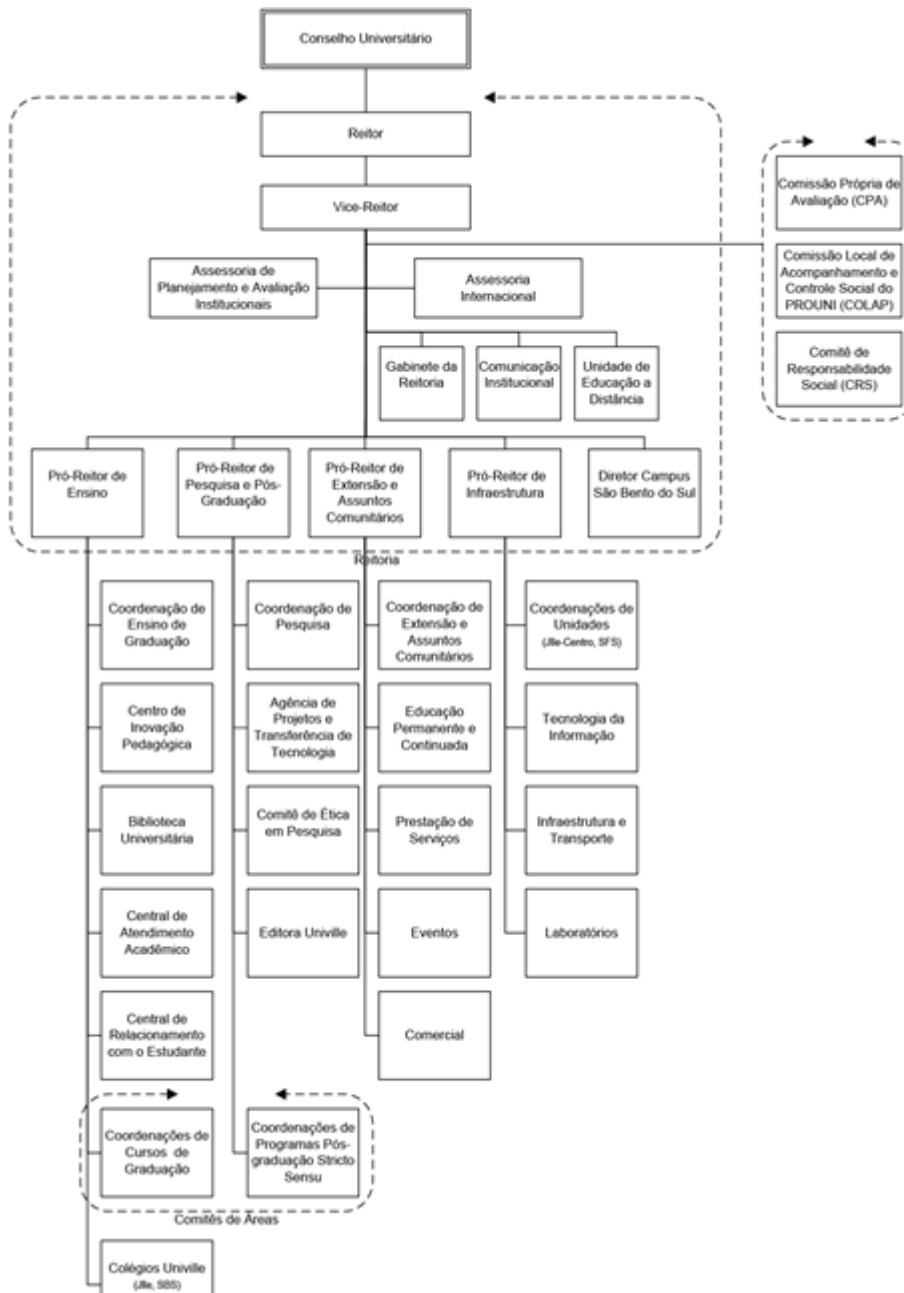 Conselho Universitário
Reitor
Vice-Reitor
Comissão Própria de
Avaliação (CPA)
Comissão Local de
Acompanhamento e
Controle Social do
PROUNI (COLAP)
Comitê de
Responsabilidade
Social (CRS)
Assessoria de
Planejamento e Avaliação
Institucionais
Assessoria
Internacional
Gabinete da
Reitoria
Comunicação
Institucional
Unidade de
Educação a
Distância
Pró-Reitor de
Ensino
Pró-Reitor de
Pesquisa e Pós-
Graduação
Pró-Reitor de
Extensão e
Assuntos
Comunitários
Pró-Reitor de
Infraestrutura
Diretor Campus
São Bento do Sul
Reitoria
Coordenação de
Ensino de
Graduação
Coordenação de
Pesquisa
Coordenação de
Extensão e
Assuntos
Comunitários
Coordenações de
Unidades
(Jlle-Centro, SFS)
Centro de
Inovação
Pedagógica
Agência de
Projetos e
Transferência de
Tecnologia
Educação
Permanente e
Continuada
Tecnologia da
Informação
Biblioteca
Universitária
Comitê de Ética
em Pesquisa
Prestação de
Serviços
Infraestrutura e
Transporte
Central de
Atendimento
Acadêmico
Editora Univille
Eventos
Laboratórios
Central de
Relacionamento
com o Estudante
Comercial
Coordenações de
Cursos de
Graduação
Coordenações de
Programas Pós-
graduação Stricto
Sensu
Comitês de Áreas
Colégios Univille
(Jlle, SBS)